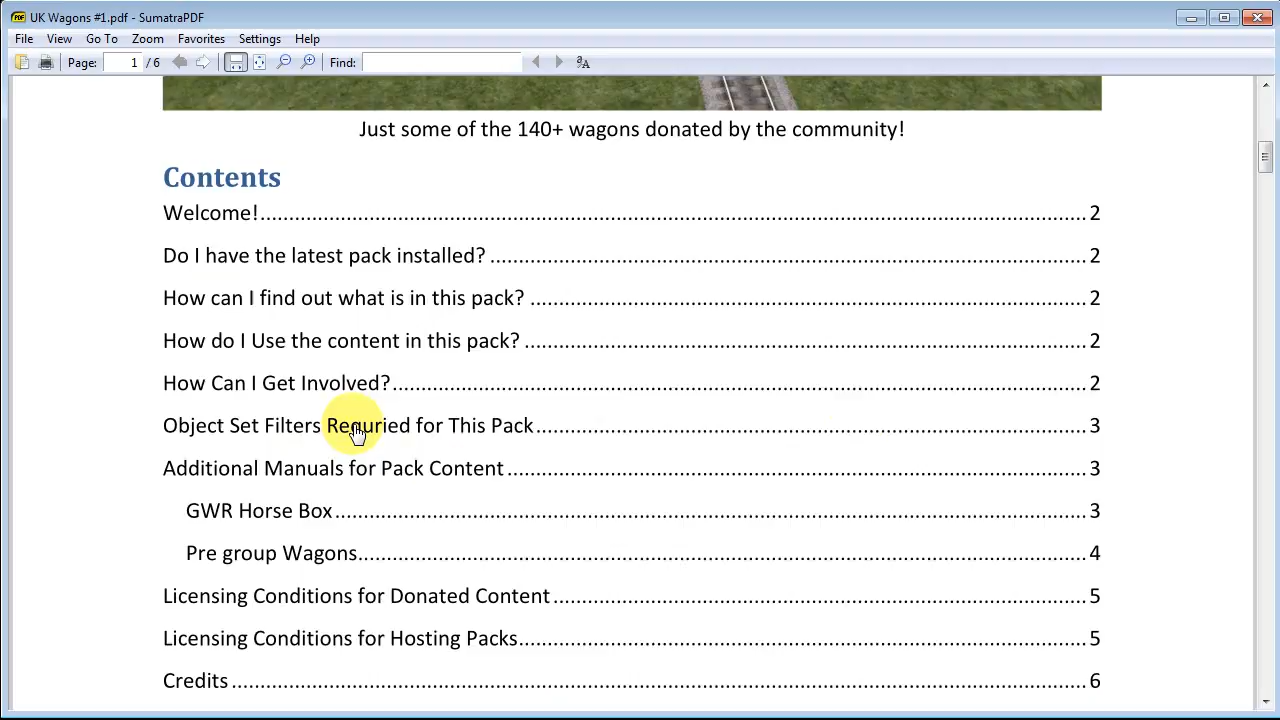 UK Wagons #1.pdf - SumatraPDF
File View Go To Zoom Favorites Settings Help
Page: 1 / 6 Find:
Just some of the 140+ wagons donated by the community!
Contents
Welcome!.......... 2
Do I have the latest pack installed? .......... 2
How can I find out what is in this pack? .......... 2
How do I Use the content in this pack? .......... 2
How Can I Get Involved?.......... 2
Object Set Filters Requried for This Pack.......... 3
Additional Manuals for Pack Content .......... 3
GWR Horse Box.......... 3
Pre group Wagons.......... 4
Licensing Conditions for Donated Content .......... 5
Licensing Conditions for Hosting Packs.......... 5
Credits .......... 6